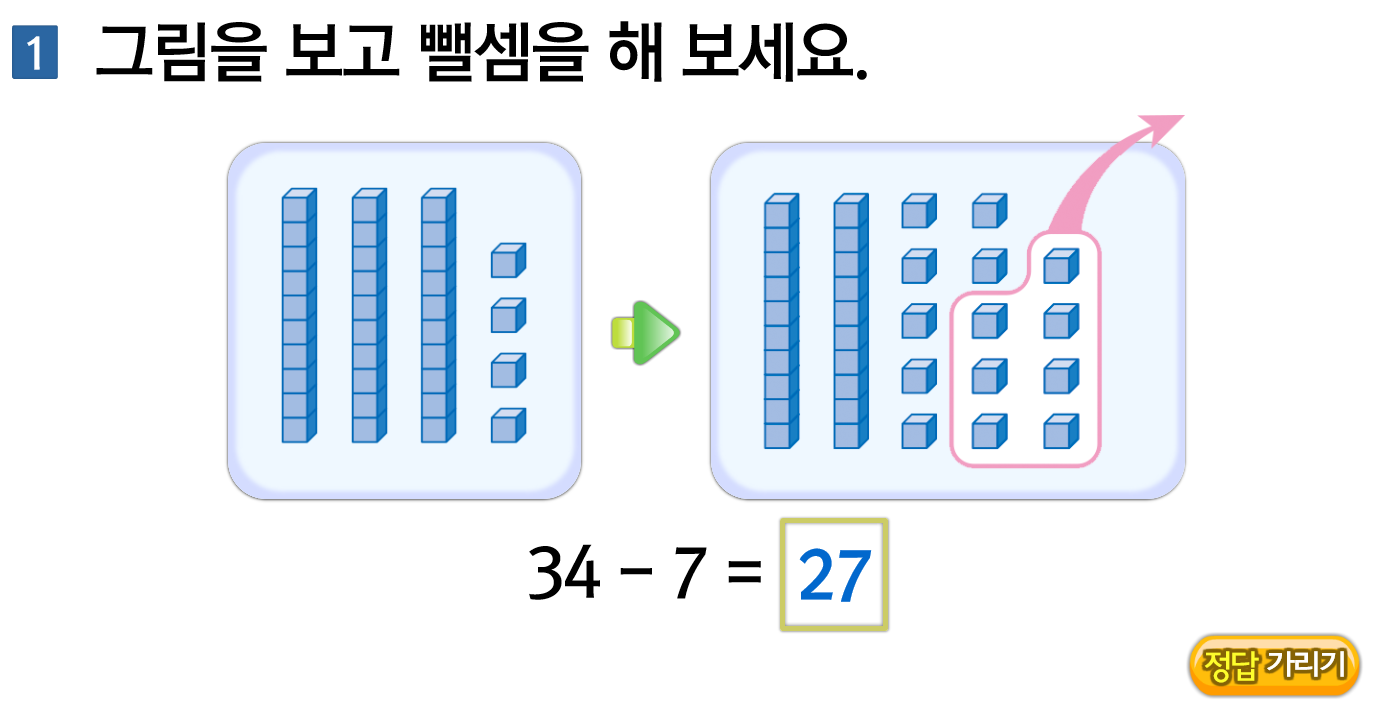 1 그림을 보고 뺄셈을 해 보세요.
34 – 7 = 27
정답 가리기